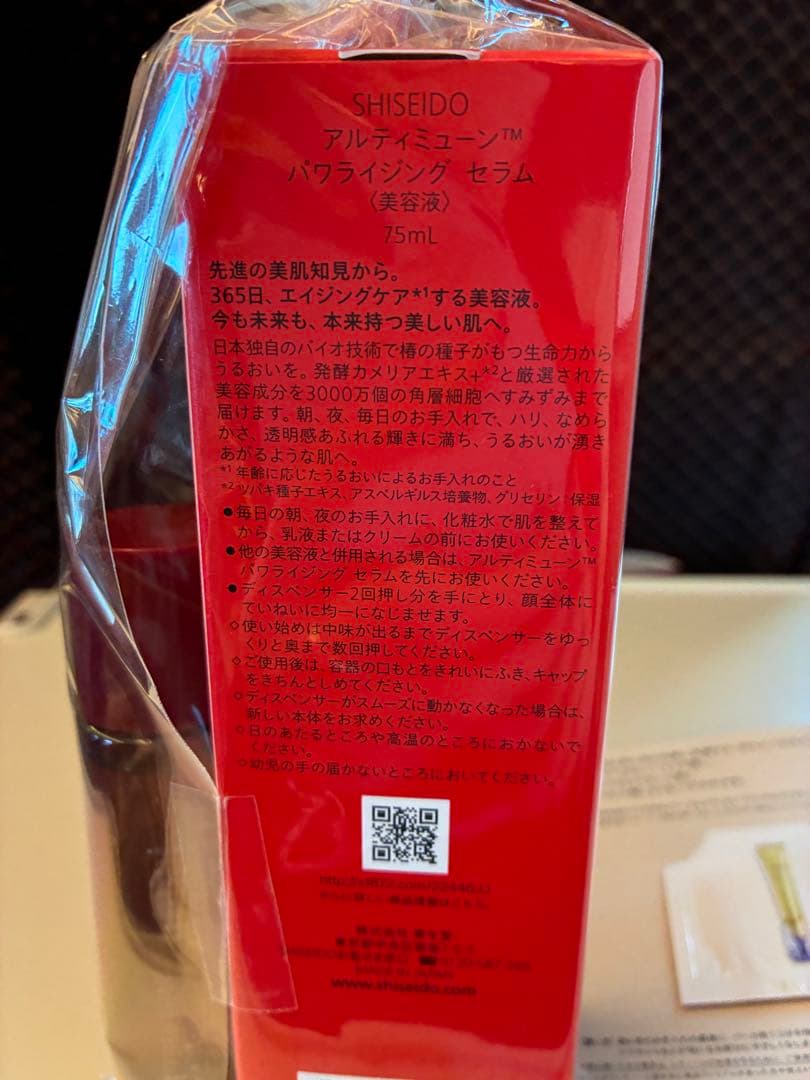 SHISEIDO
アルティミューン™
パワライジング セラム
〈美容液〉
75mL
先進の美肌知見から。
365日、エイジングケア*1する美容液。
今も未来も、本来持つ美しい肌へ。
日本独自のバイオ技術で椿の種子がもつ生命力から
うるおいを。発酵カメリアエキス+*2と厳選された
美容成分を3000万個の角層細胞へすみずみまで
届けます。朝、夜、毎日のお手入れで、ハリ、なめら
かさ、透明感あふれる輝きに満ち、うるおいが湧き
あがるような肌へ。
*1 年齢に応じたうるおいによるお手入れのこと
*2 ツバキ種子エキス、アスペルギルス培養物、グリセリン:保湿
●毎日の朝、夜のお手入れに、化粧水で肌を整えて
から、乳液またはクリームの前にお使いください。
●他の美容液と併用される場合は、アルティミューン™
パワライジング セラムを先にお使いください。
●ディスペンサー2回押し分を手にとり、顔全体に
ていねいに均一になじませます。
◇使い始めは中味が出るまでディスペンサーをゆっ
くりと奥まで数回押してください。
◇ご使用後は、容器の口もとをきれいにふき、キャップ
をきちんとしめてください。
◇ディスペンサーがスムーズに動かなくなった場合は、
新しい本体をお求めください。
◇日のあたるところや高温のところにおかないで
ください。
◇幼児の手の届かないところにおいてください。
株式会社 資生堂
www.shiseido.com